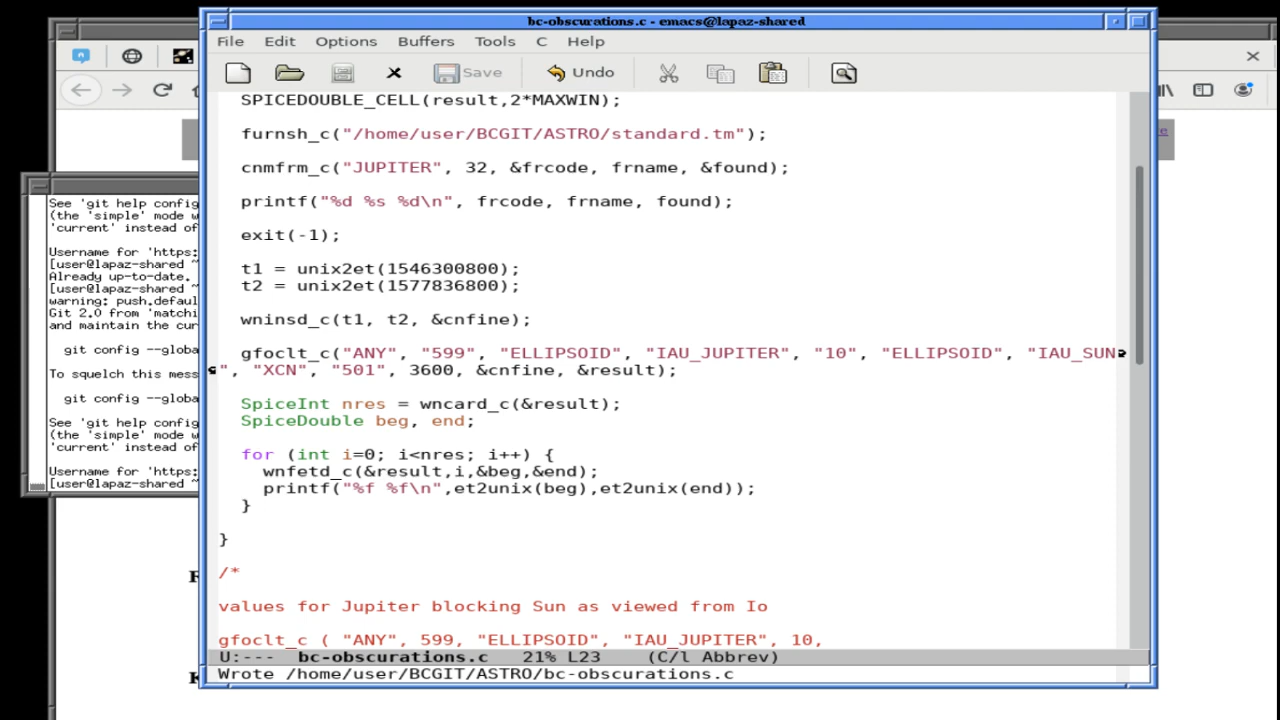 bc-obscurations.c - emacs@lapaz-shared
File Edit Options Buffers Tools C Help
Save Undo
SPICEDOUBLE_CELL(result,2*MAXWIN);
furnsh_c("/home/user/BCGIT/ASTRO/standard.tm");
cnmfrm_c("JUPITER", 32, &frcode, frname, &found);
printf("%d %s %d\n", frcode, frname, found);
exit(-1);
t1 = unix2et(1546300800);
t2 = unix2et(1577836800);
wninsd_c(t1, t2, &cnfine);
gfoclt_c("ANY", "599", "ELLIPSOID", "IAU_JUPITER", "10", "ELLIPSOID", "IAU_SUN
", "XCN", "501", 3600, &cnfine, &result);
SpiceInt nres = wncard_c(&result);
SpiceDouble beg, end;
for (int i=0; i<nres; i++) {
wnfetd_c(&result,i,&beg,&end);
printf("%f %f\n",et2unix(beg),et2unix(end));
}
}
/*
values for Jupiter blocking Sun as viewed from Io
gfoclt_c ( "ANY", 599, "ELLIPSOID", "IAU_JUPITER", 10,
U:--- bc-obscurations.c 21% L23 (C/l Abbrev)
Wrote /home/user/BCGIT/ASTRO/bc-obscurations.c
See 'git help config
(the 'simple' mode w
'current' instead of
Username for 'https:
[user@lapaz-shared ~
Already up-to-date.
[user@lapaz-shared ~
warning: push.defaul
Git 2.0 from 'matchi
and maintain the cur
git config --globa
To squelch this mess
git config --globa
See 'git help config
(the 'simple' mode w
'current' instead of
Username for 'https:
[user@lapaz-shared ~